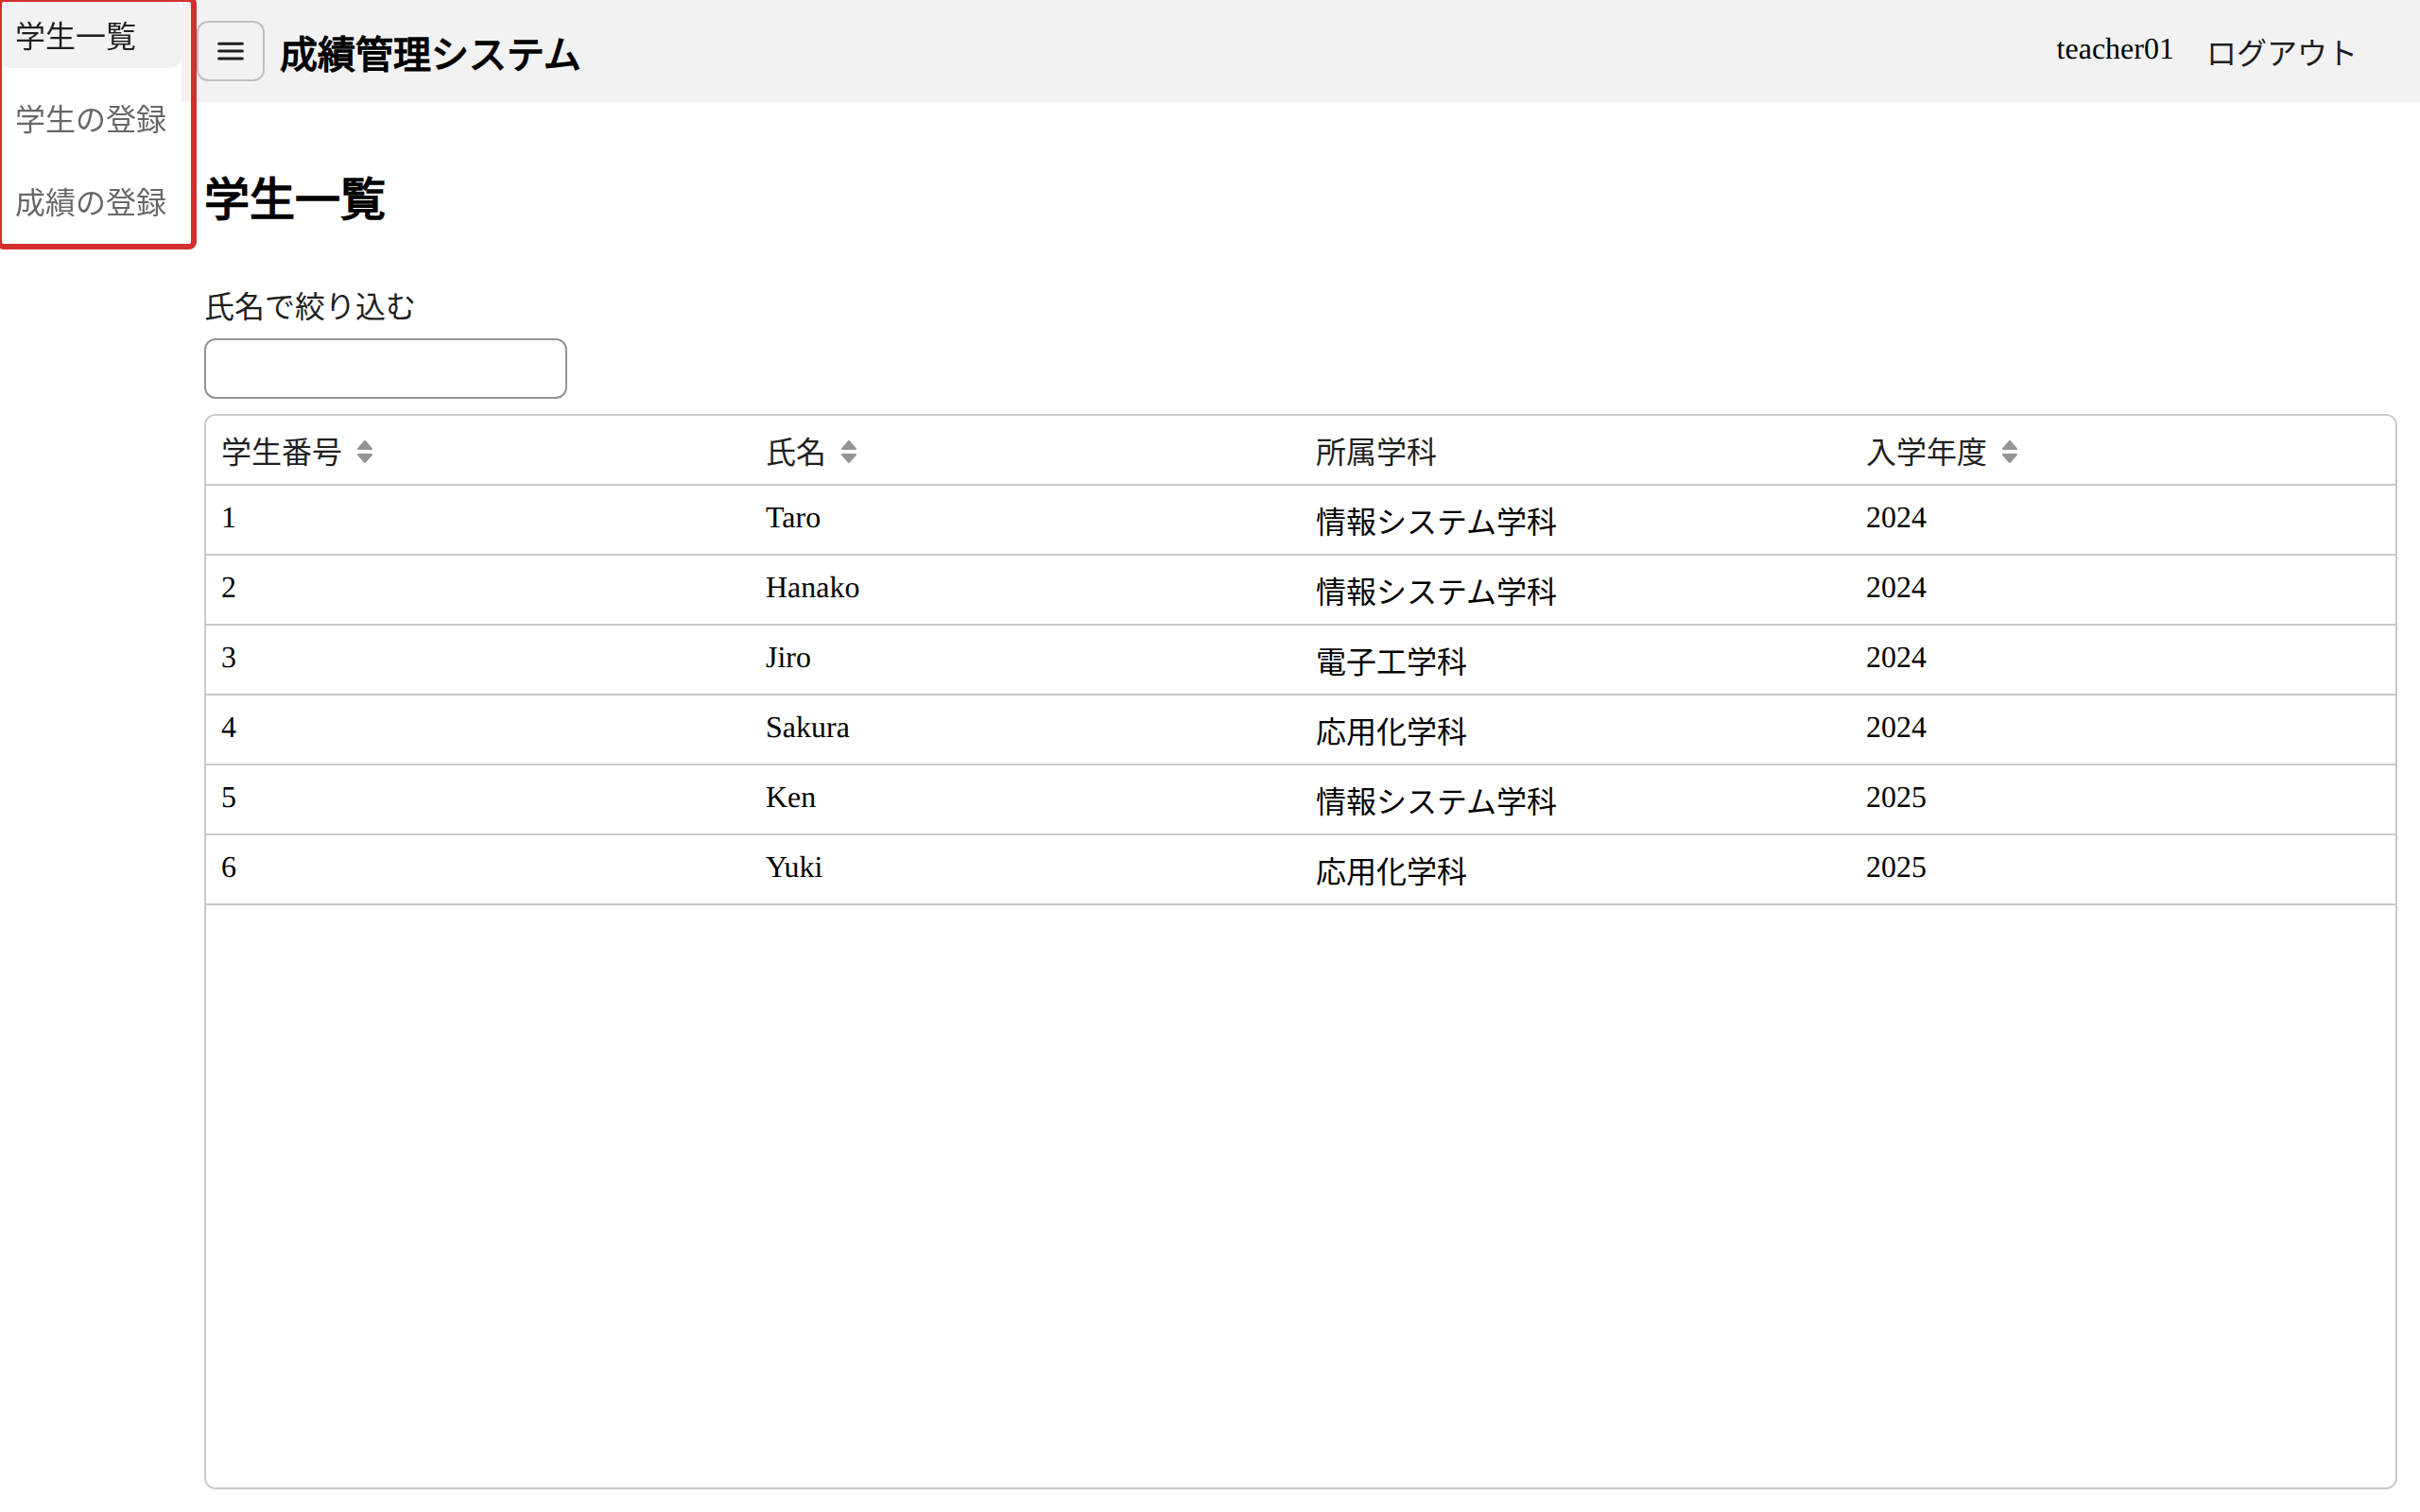 学生一覧
学生の登録
成績の登録
成績管理システム
teacher01 ログアウト
学生一覧
氏名で絞り込む
学生番号 氏名 所属学科 入学年度
1 Taro 情報システム学科 2024
2 Hanako 情報システム学科 2024
3 Jiro 電子工学科 2024
4 Sakura 応用化学科 2024
5 Ken 情報システム学科 2025
6 Yuki 応用化学科 2025